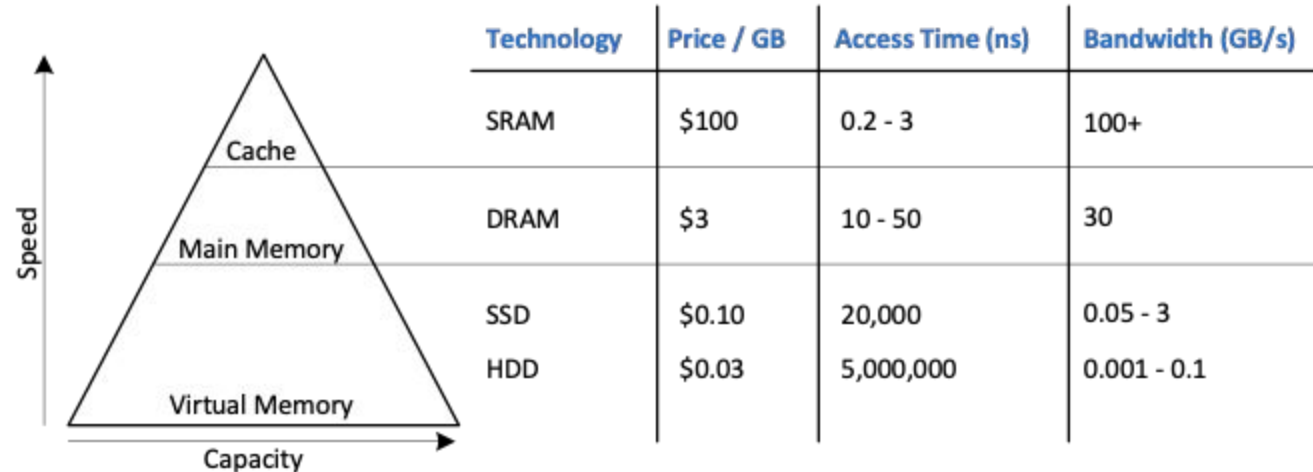 Speed
Cache
Main Memory
Virtual Memory
Capacity
Technology Price / GB Access Time (ns) Bandwidth (GB/s)
SRAM $100 0.2 - 3 100+
DRAM $3 10 - 50 30
SSD $0.10 20,000 0.05 - 3
HDD $0.03 5,000,000 0.001 - 0.1